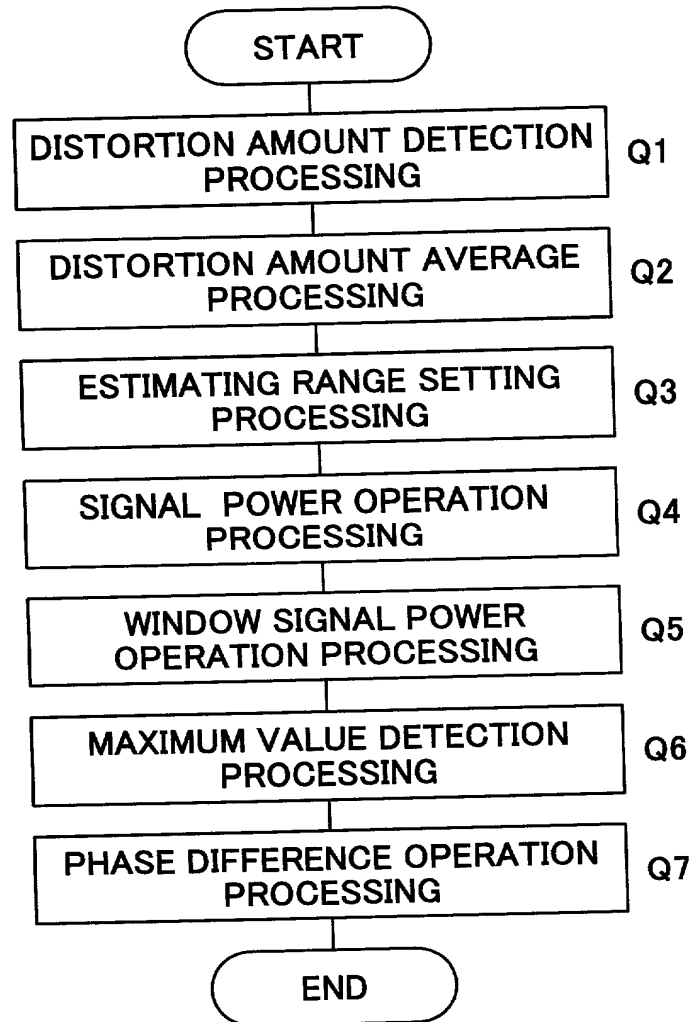 START
DISTORTION AMOUNT DETECTION
PROCESSING
Q1
DISTORTION AMOUNT AVERAGE
PROCESSING
Q2
ESTIMATING RANGE SETTING
PROCESSING
Q3
SIGNAL POWER OPERATION
PROCESSING
Q4
WINDOW SIGNAL POWER
OPERATION PROCESSING
Q5
MAXIMUM VALUE DETECTION
PROCESSING
Q6
PHASE DIFFERENCE OPERATION
PROCESSING
Q7
END